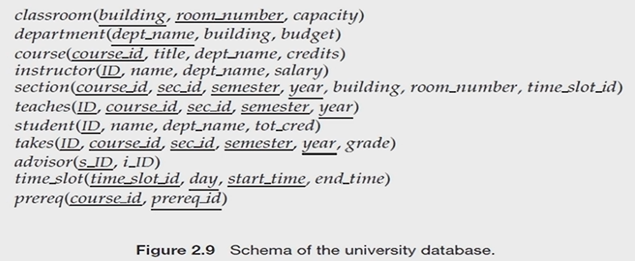 classroom(building, room_number, capacity)
department(dept_name, building, budget)
course(course_id, title, dept_name, credits)
instructor(ID, name, dept_name, salary)
section(course_id, sec_id, semester, year, building, room_number, time_slot_id)
teaches(ID, course_id, sec_id, semester, year)
student(ID, name, dept_name, tot_cred)
takes(ID, course_id, sec_id, semester, year, grade)
advisor(s_ID, i_ID)
time_slot(time_slot_id, day, start_time, end_time)
prereq(course_id, prereq_id)
Figure 2.9 Schema of the university database.